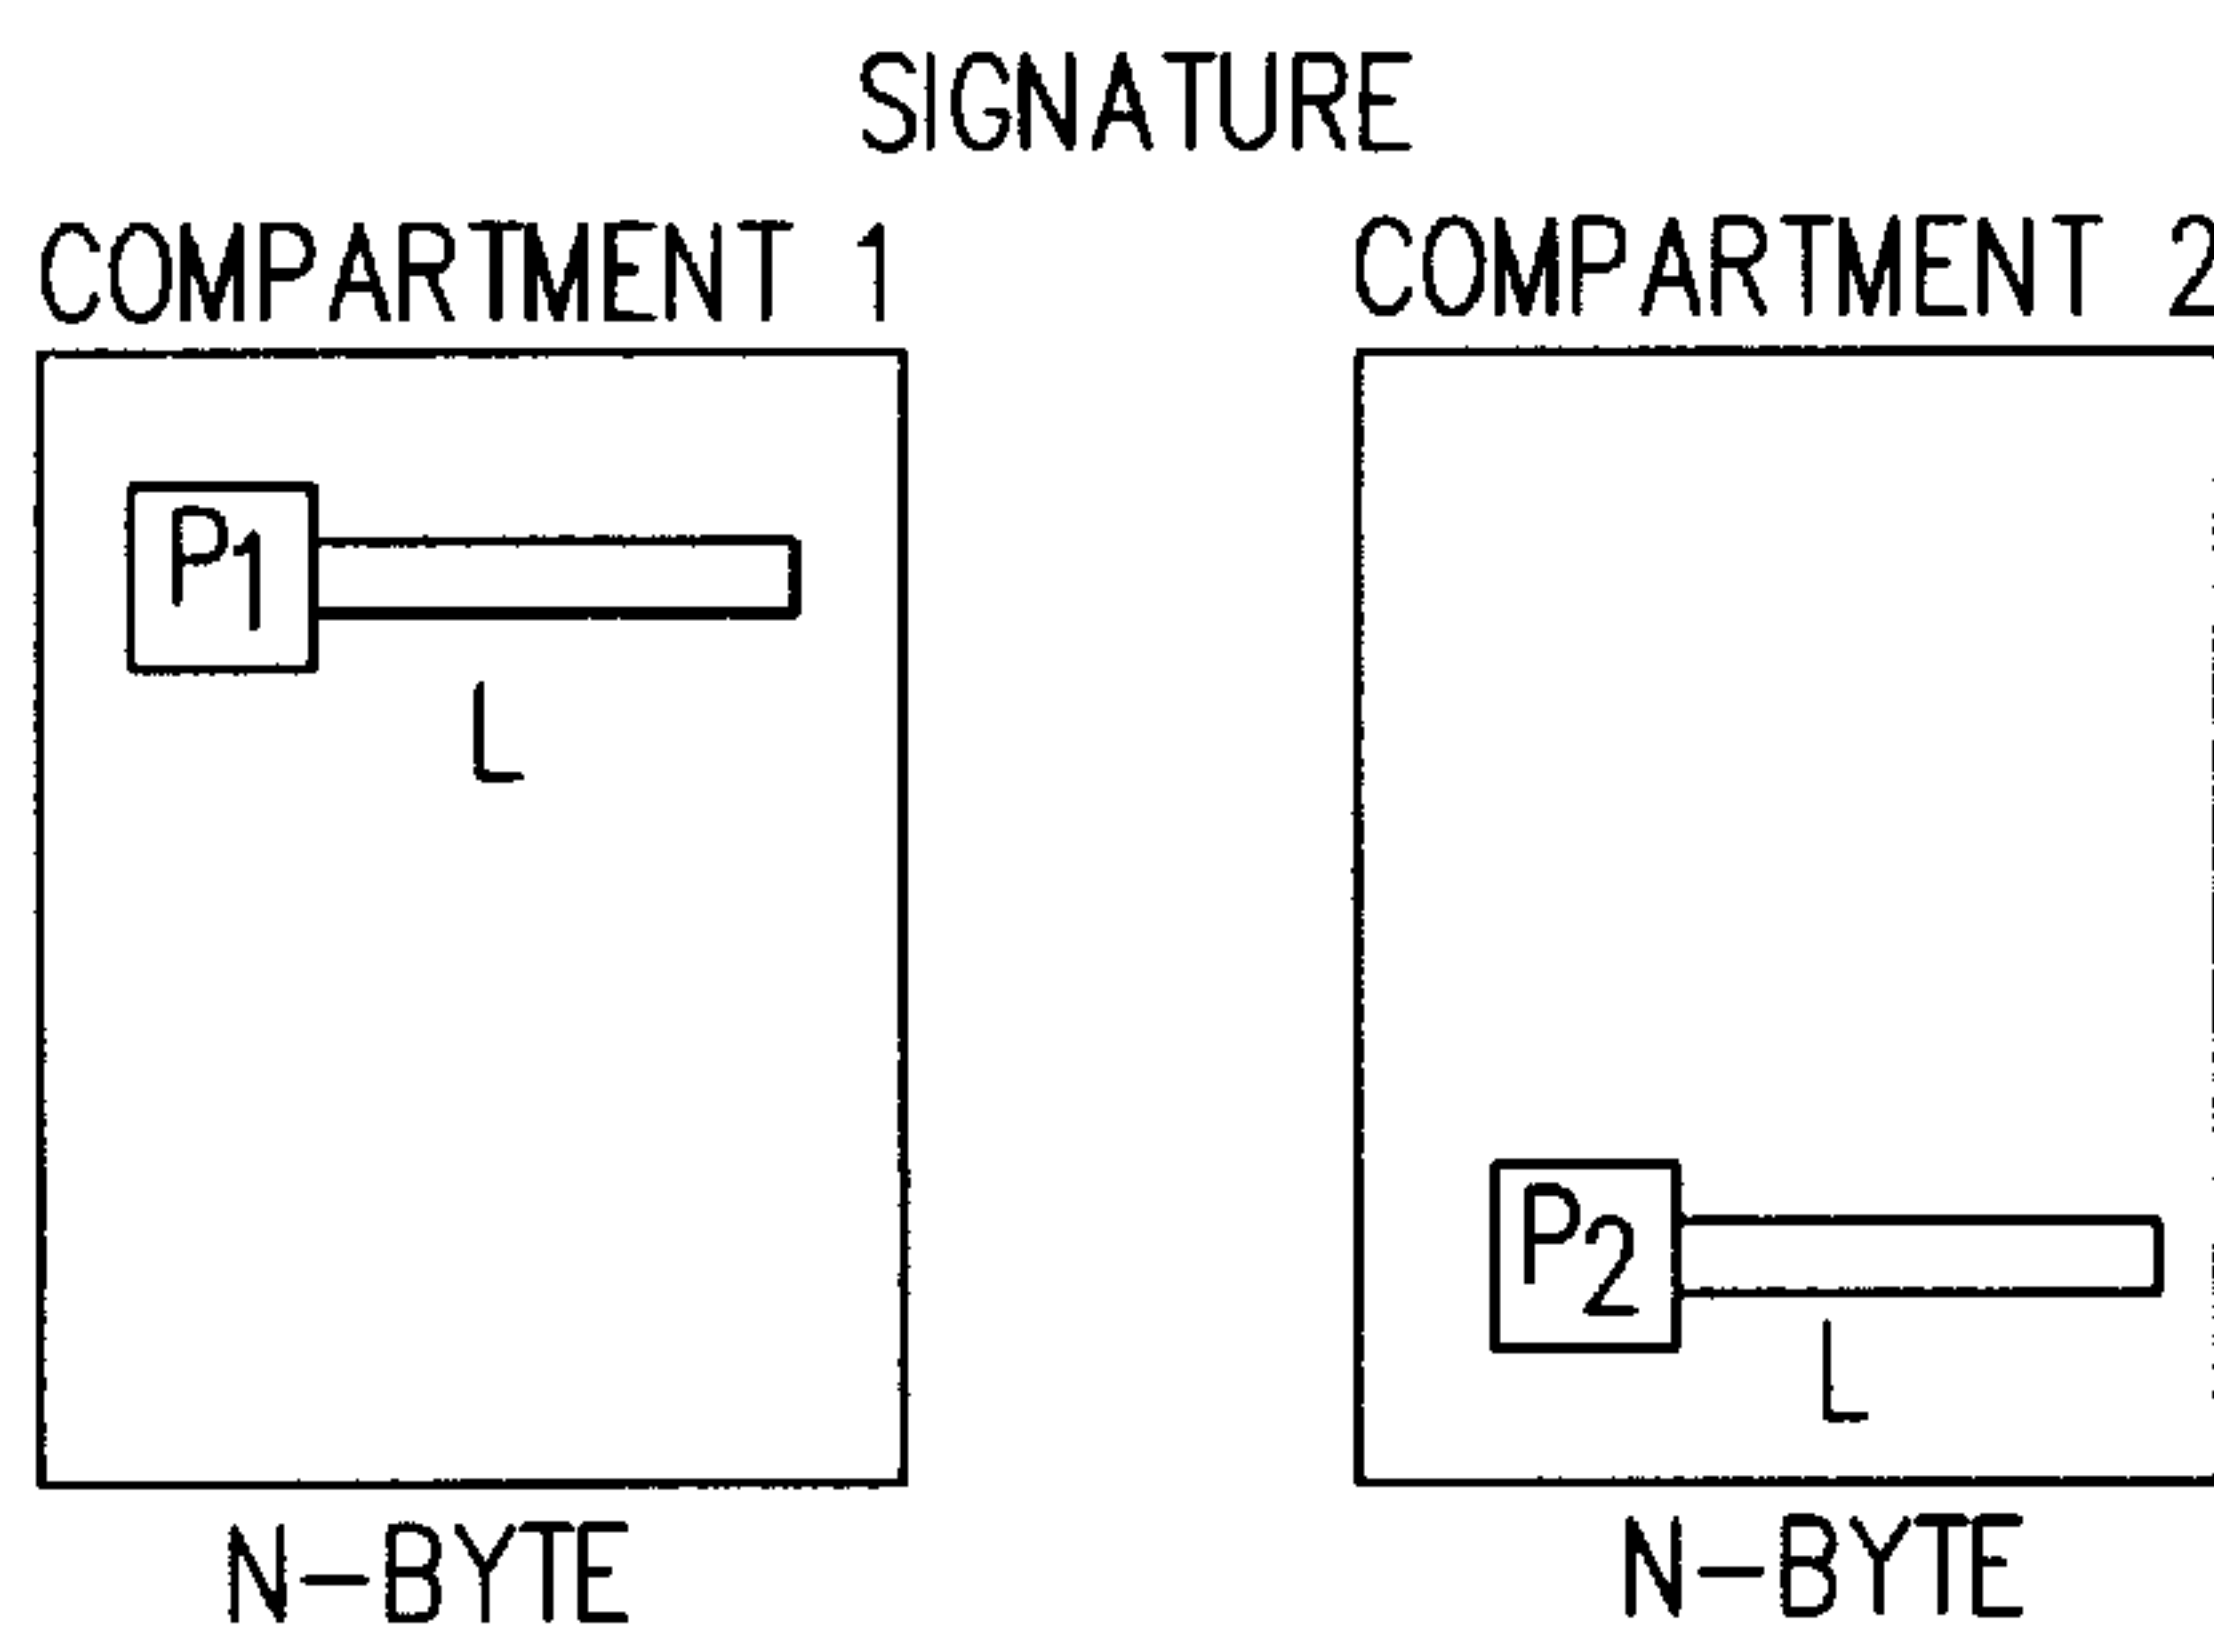 SIGNATURE
COMPARTMENT 1
COMPARTMENT 2
P1
L
P2
L
N-BYTE
N-BYTE